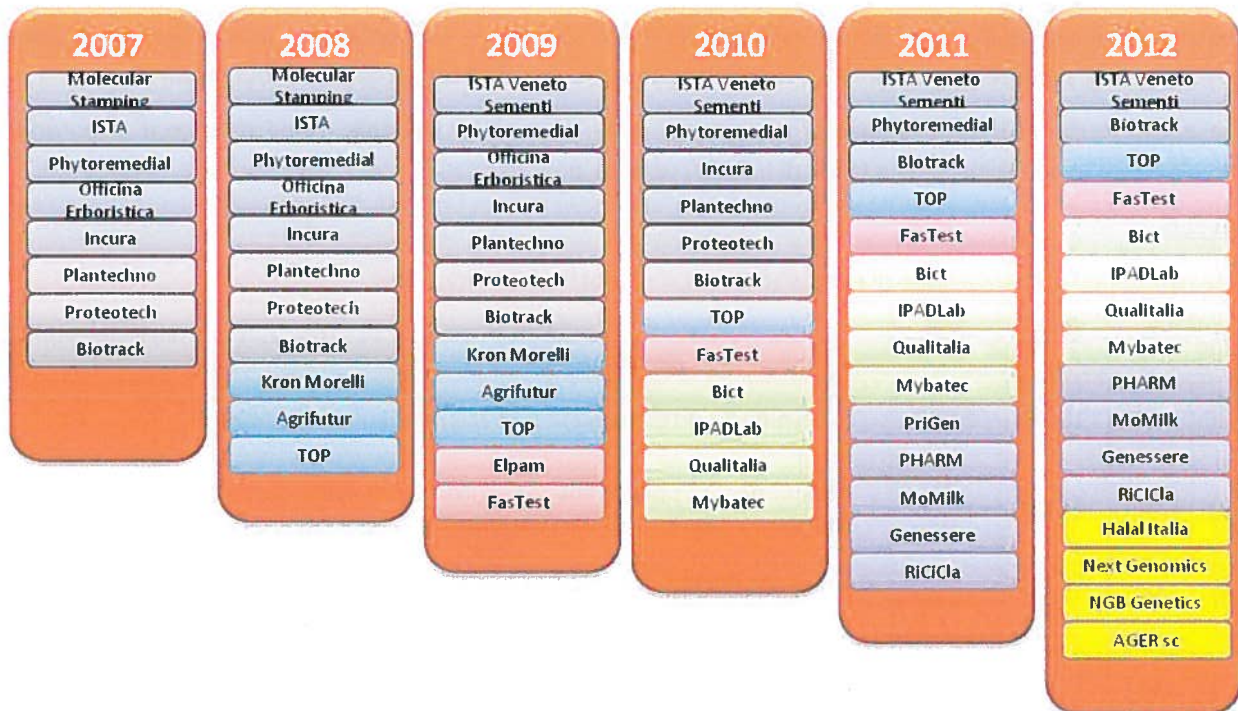 2007
Molecular
Stamping
ISTA
Phytoremedial
Officina
Erboristica
Incura
Plantechno
Proteotech
Biotrack
2008
Molecular
Stamping
ISTA
Phytoremedial
Officina
Erboristica
Incura
Plantechno
Proteotech
Biotrack
Kron Morelli
Agrifutur
TOP
2009
ISTA Veneto
Sementi
Phytoremedial
Officina
Erboristica
Incura
Plantechno
Proteotech
Biotrack
Kron Morelli
Agrifutur
TOP
Elpam
FasTest
2010
ISTA Veneto
Sementi
Phytoremedial
Incura
Plantechno
Proteotech
Biotrack
TOP
FasTest
Bict
IPADLab
Qualitalia
Mybatec
2011
ISTA Veneto
Sementi
Phytoremedial
Biotrack
TOP
FasTest
Bict
IPADLab
Qualitalia
Mybatec
PriGen
PHARM
MoMilk
Genessere
RiCiCla
2012
ISTA Veneto
Sementi
Biotrack
TOP
FasTest
Bict
IPADLab
Qualitalia
Mybatec
PHARM
MoMilk
Genessere
RiCiCla
Halal Italia
Next Genomics
NGB Genetics
AGER sc